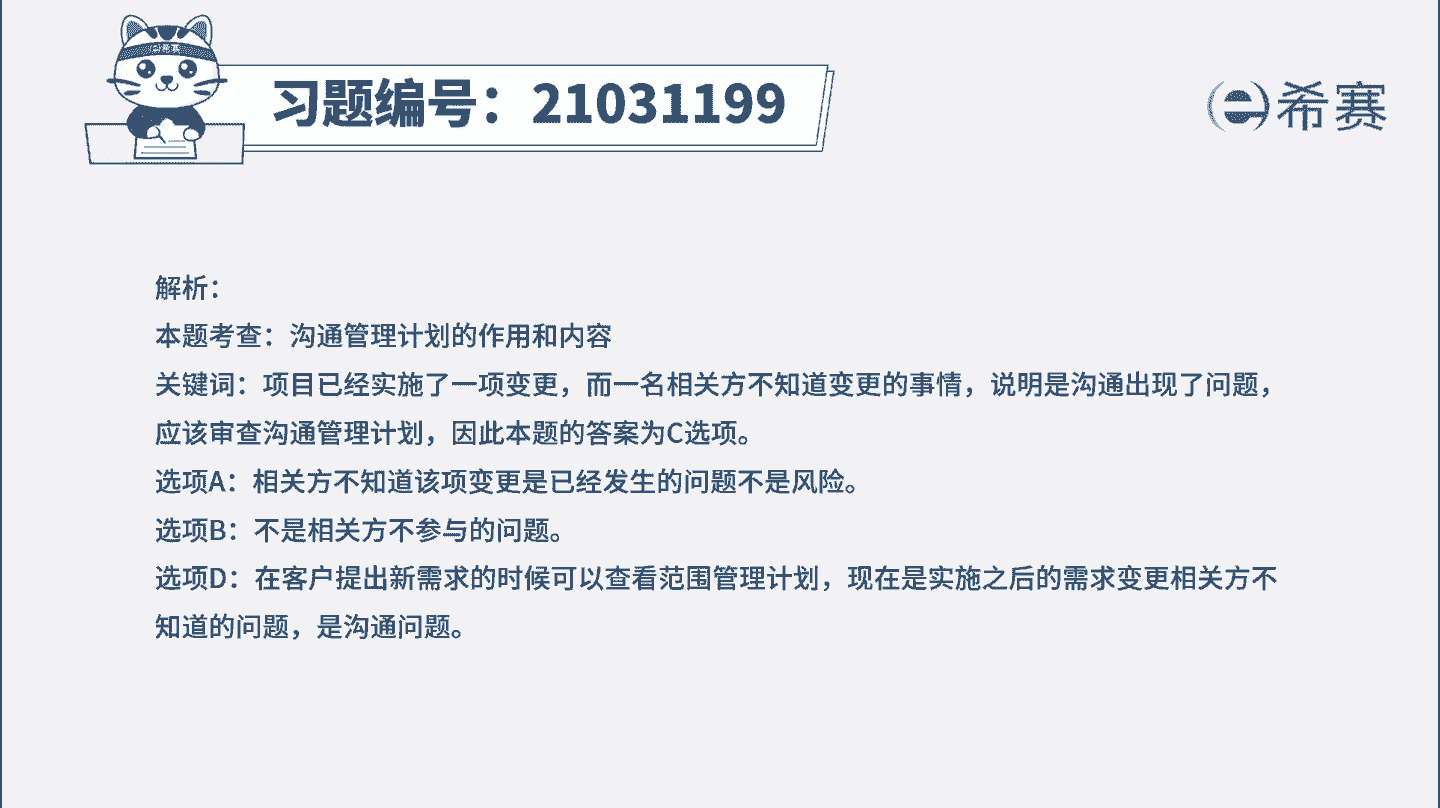 习题编号：21031199
希赛
解析：
本题考查：沟通管理计划的作用和内容
关键词：项目已经实施了一项变更，而一名相关方不知道变更的事情，说明是沟通出现了问题，
应该审查沟通管理计划，因此本题的答案为C选项。
选项A：相关方不知道该项变更是已经发生的问题不是风险。
选项B：不是相关方不参与的问题。
选项D：在客户提出新需求的时候可以查看范围管理计划，现在是实施之后的需求变更相关方不
知道的问题，是沟通问题。